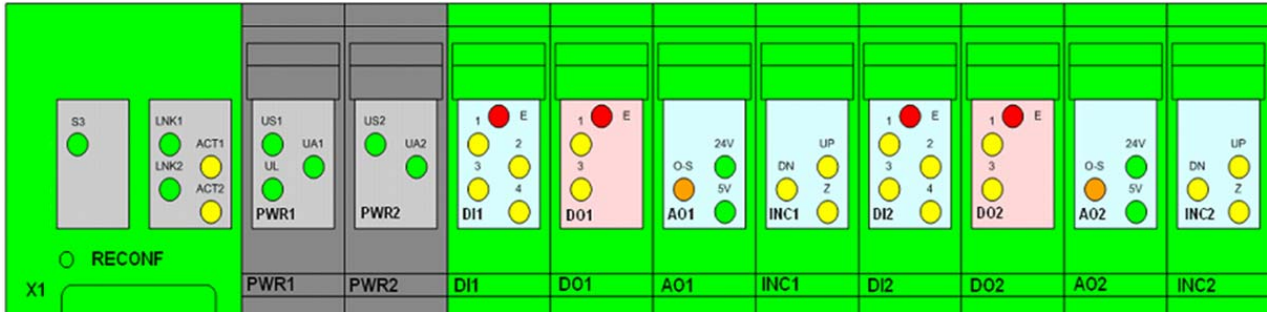 S3
LNK1
ACT1
LNK2
ACT2
RECONF
X1
US1
UA1
UL
PWR1
PWR1
US2
UA2
PWR2
PWR2
1
E
2
3
4
DI1
DI1
1
E
3
DO1
DO1
24V
O-S
5V
AO1
AO1
UP
DN
Z
INC1
INC1
1
E
2
3
4
DI2
DI2
1
E
3
DO2
DO2
24V
O-S
5V
AO2
AO2
UP
DN
Z
INC2
INC2